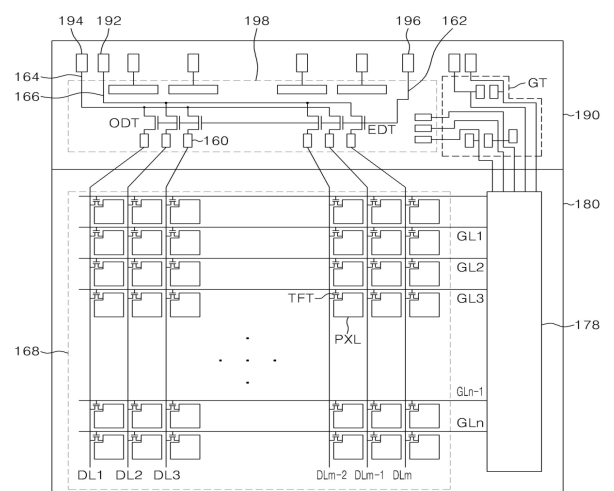 194 192 198 196 162
164
166
GT
ODT
EDT
190
160
180
GL1
GL2
TFT
GL3
PXL
168
178
GLn-1
GLn
DL1 DL2 DL3 DLm-2 DLm-1 DLm